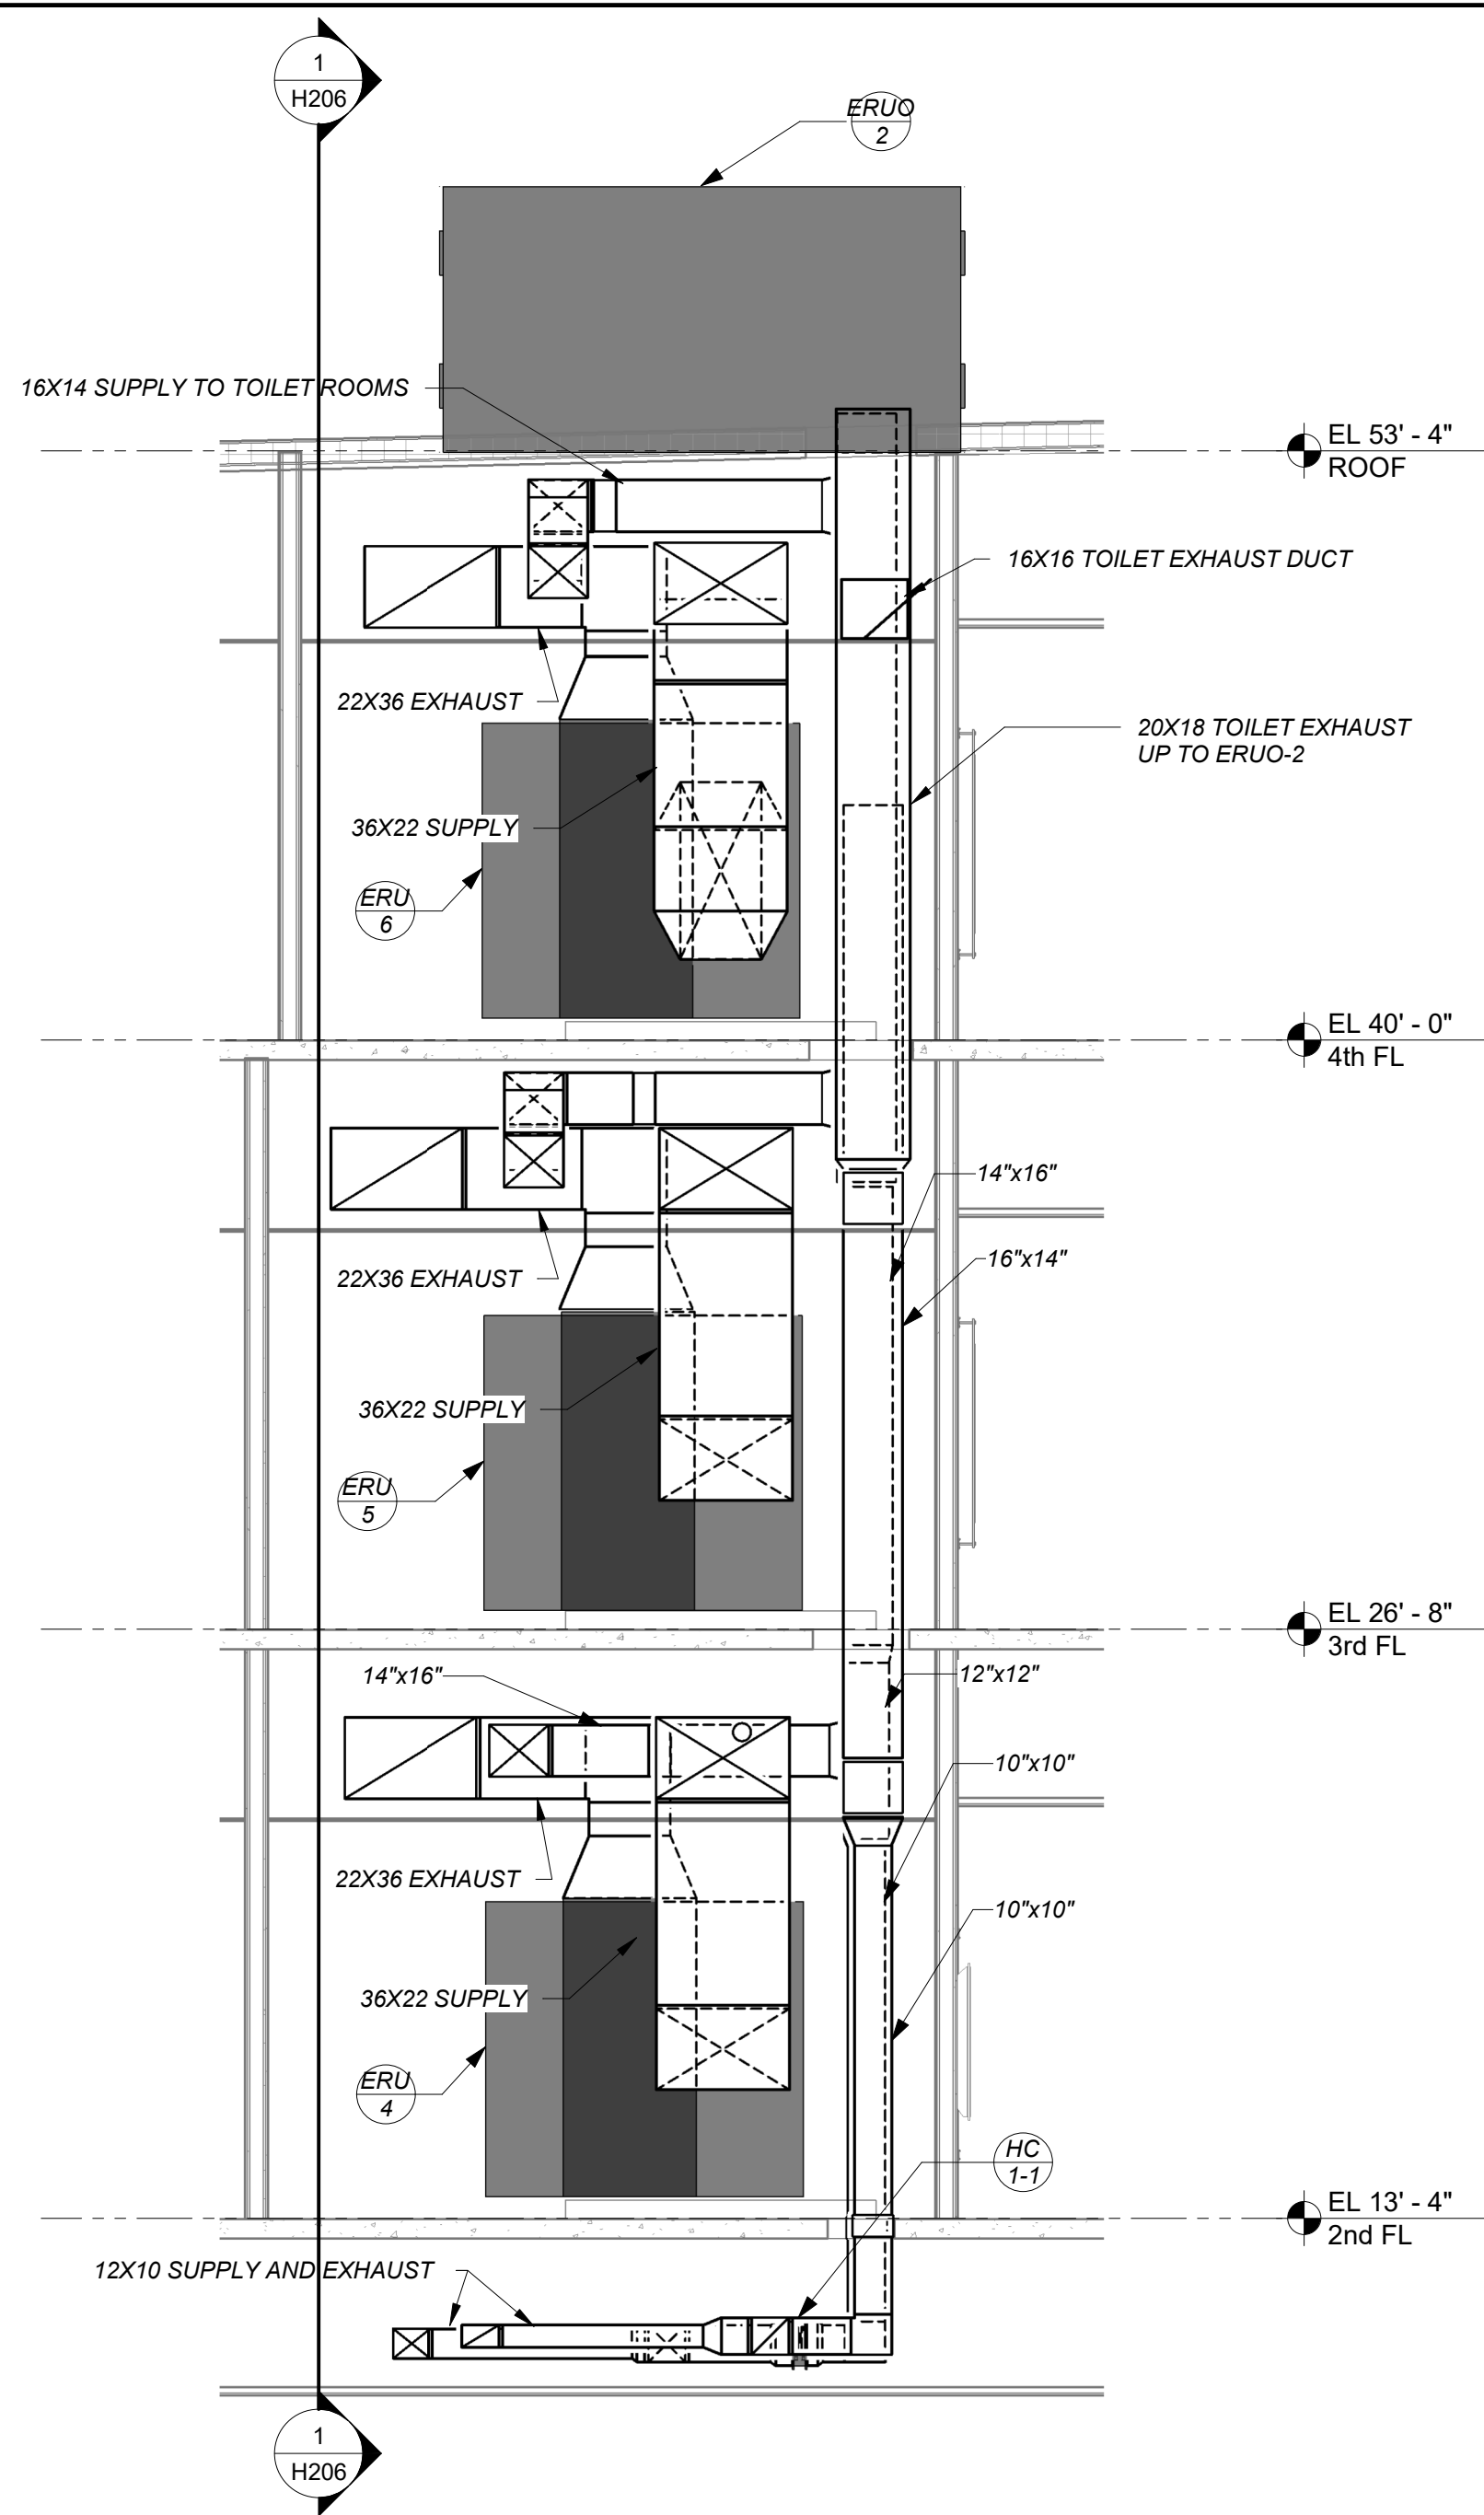 1
H206
ERUO
2
16X14 SUPPLY TO TOILET ROOMS
EL 53' - 4"
ROOF
16X16 TOILET EXHAUST DUCT
22X36 EXHAUST
20X18 TOILET EXHAUST
UP TO ERUO-2
36X22 SUPPLY
ERU
6
EL 40' - 0"
4th FL
14"x16"
16"x14"
22X36 EXHAUST
36X22 SUPPLY
ERU
5
EL 26' - 8"
3rd FL
14"x16"
12"x12"
10"x10"
22X36 EXHAUST
10"x10"
36X22 SUPPLY
ERU
4
HC
1-1
EL 13' - 4"
2nd FL
12X10 SUPPLY AND EXHAUST
1
H206